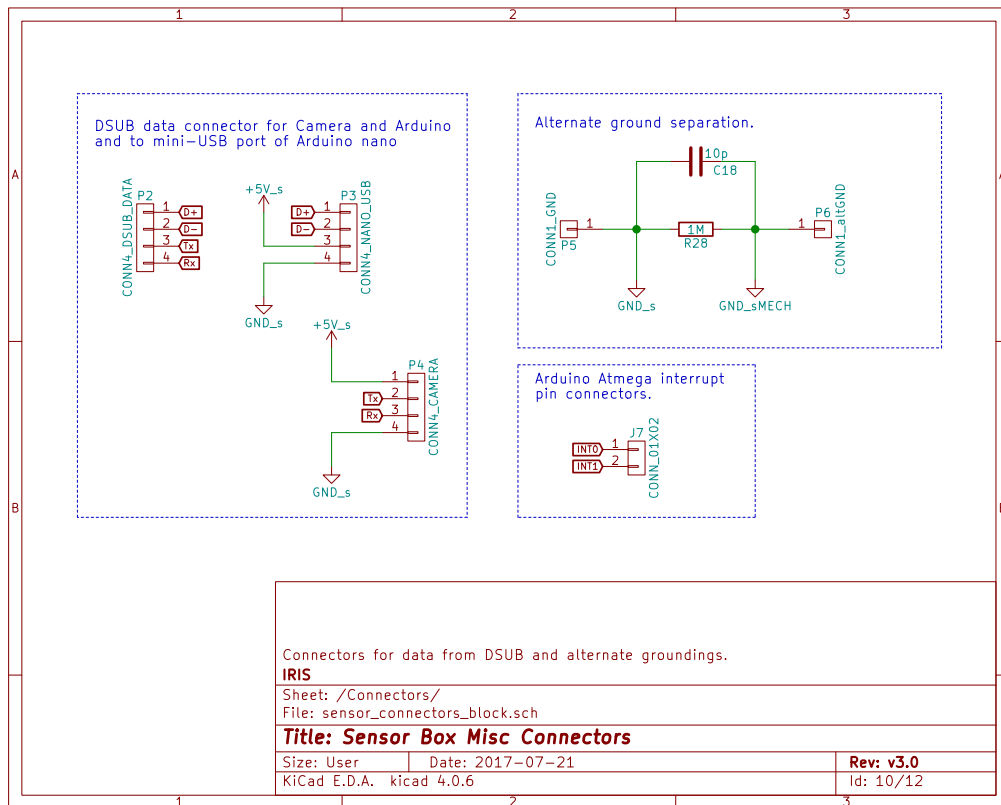 1 2 3
A
A
B
DSUB data connector for Camera and Arduino
and to mini-USB port of Arduino nano
P2
CONN4_DSUB_DATA
1 D+
2 D-
3 Tx
4 Rx
+5V_s
P3
CONN4_NANO_USB
D+ 1
D- 2
3
4
GND_s
+5V_s
P4
CONN4_CAMERA
1
Tx 2
Rx 3
4
GND_s
Alternate ground separation.
10p
C18
CONN1_GND
P5
1
1M
R28
1
P6
CONN1_altGND
GND_s
GND_sMECH
Arduino Atmega interrupt
pin connectors.
J7
CONN_01X02
INT0 1
INT1 2
Connectors for data from DSUB and alternate groundings.
IRIS
Sheet: /Connectors/
File: sensor_connectors_block.sch
Title: Sensor Box Misc Connectors
Size: User Date: 2017-07-21 Rev: v3.0
KiCad E.D.A. kicad 4.0.6 Id: 10/12
1 2 3